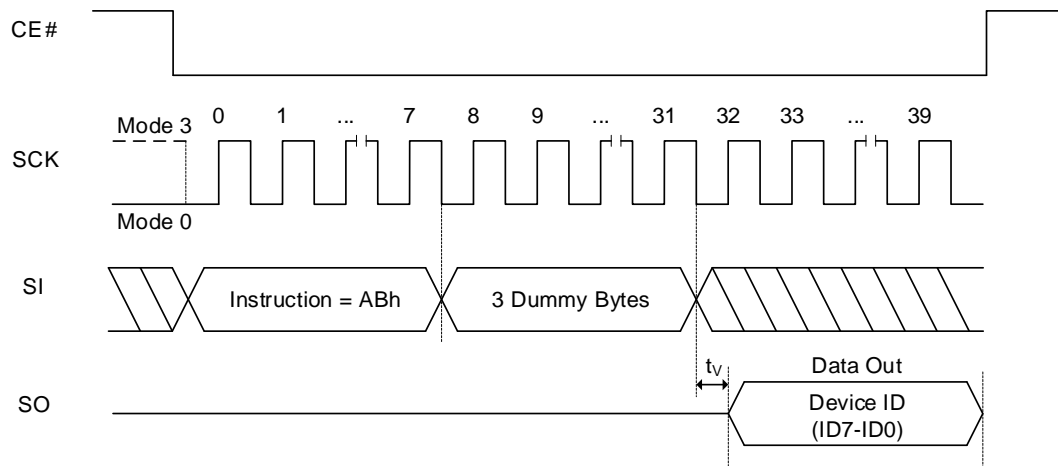 CE#
0 1 ... 7 8 9 ... 31 32 33 ... 39
Mode 3
SCK
Mode 0
SI
Instruction = ABh
3 Dummy Bytes
tV
Data Out
SO
Device ID
(ID7-ID0)